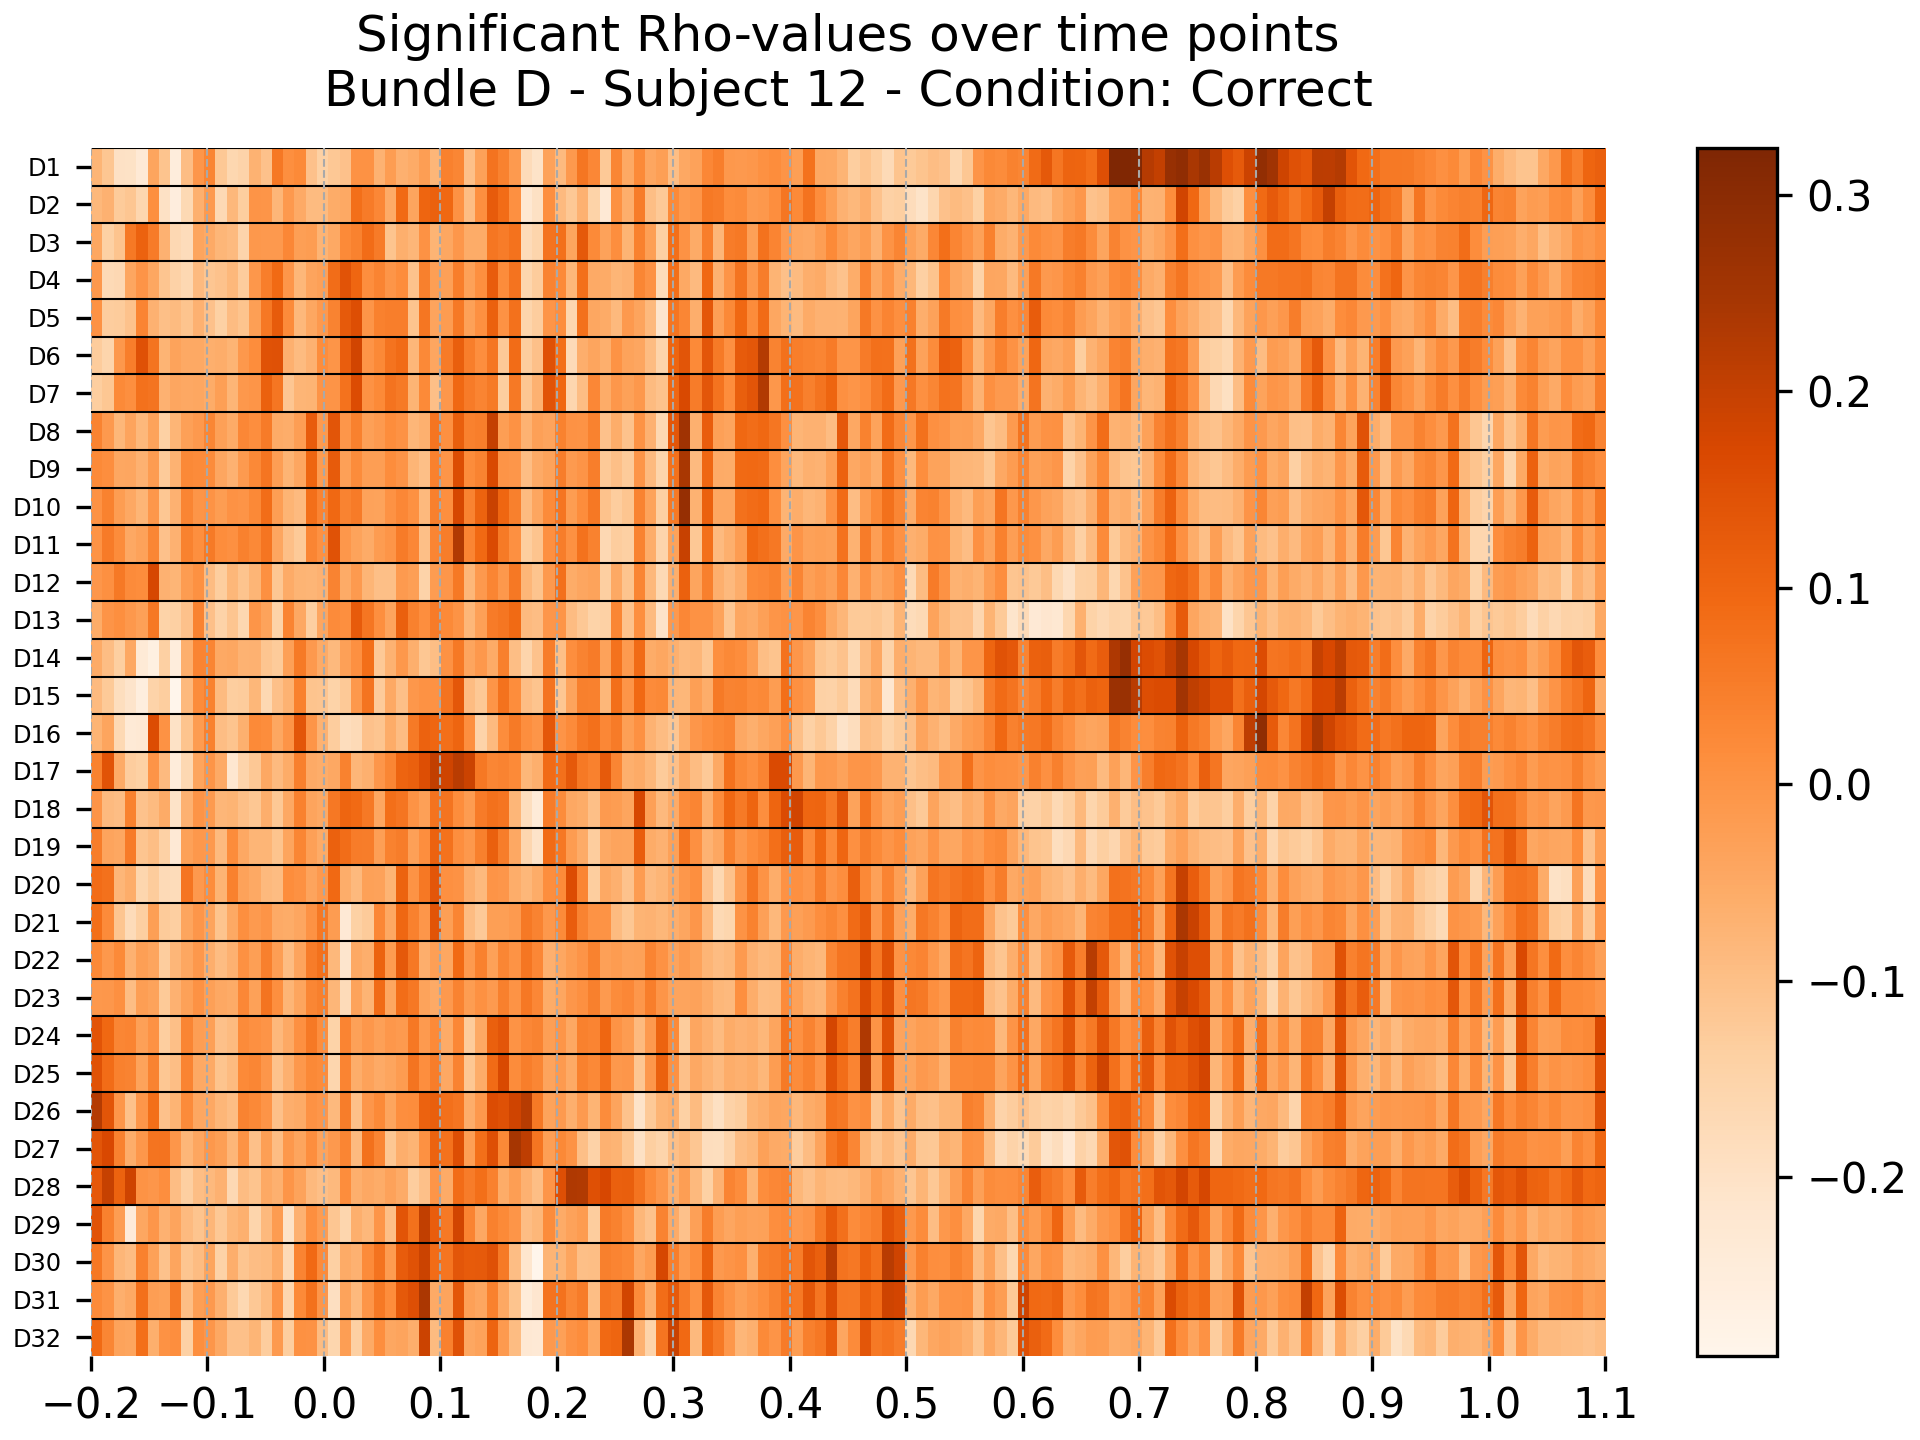 Significant Rho-values over time points
Bundle D - Subject 12 - Condition: Correct
D1
D2
D3
D4
D5
D6
D7
D8
D9
D10
D11
D12
D13
D14
D15
D16
D17
D18
D19
D20
D21
D22
D23
D24
D25
D26
D27
D28
D29
D30
D31
D32
−0.2 −0.1 0.0 0.1 0.2 0.3 0.4 0.5 0.6 0.7 0.8 0.9 1.0 1.1
0.3
0.2
0.1
0.0
−0.1
−0.2